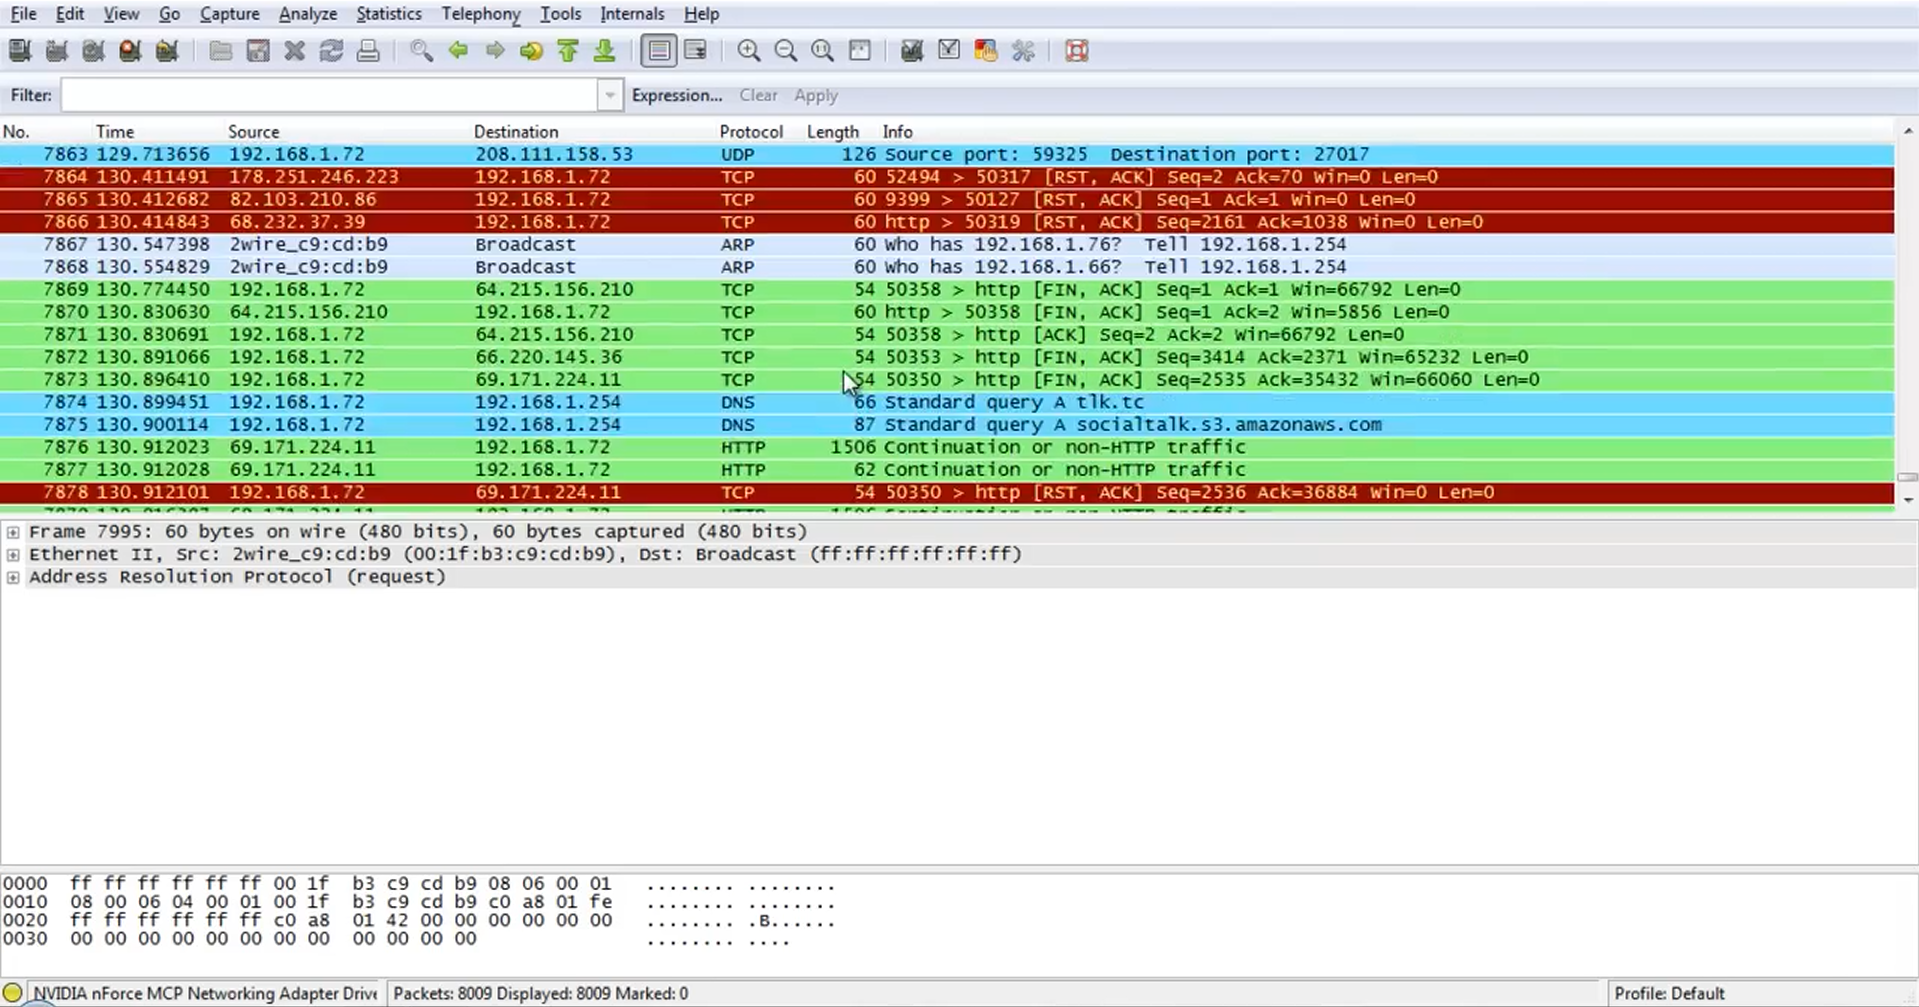 File Edit View Go Capture Analyze Statistics Telephony Tools Internals Help
Filter: Expression... Clear Apply
No. Time Source Destination Protocol Length Info
7863 129.713656 192.168.1.72 208.111.158.53 UDP 126 Source port: 59325 Destination port: 27017
7864 130.411491 178.251.246.223 192.168.1.72 TCP 60 52494 > 50317 [RST, ACK] Seq=2 Ack=70 Win=0 Len=0
7865 130.412682 82.103.210.86 192.168.1.72 TCP 60 9399 > 50127 [RST, ACK] Seq=1 Ack=1 Win=0 Len=0
7866 130.414843 68.232.37.39 192.168.1.72 TCP 60 http > 50319 [RST, ACK] Seq=2161 Ack=1038 Win=0 Len=0
7867 130.547398 2wire_c9:cd:b9 Broadcast ARP 60 Who has 192.168.1.76? Tell 192.168.1.254
7868 130.554829 2wire_c9:cd:b9 Broadcast ARP 60 Who has 192.168.1.66? Tell 192.168.1.254
7869 130.774450 192.168.1.72 64.215.156.210 TCP 54 50358 > http [FIN, ACK] Seq=1 Ack=1 Win=66792 Len=0
7870 130.830630 64.215.156.210 192.168.1.72 TCP 60 http > 50358 [FIN, ACK] Seq=1 Ack=2 Win=5856 Len=0
7871 130.830691 192.168.1.72 64.215.156.210 TCP 54 50358 > http [ACK] Seq=2 Ack=2 Win=66792 Len=0
7872 130.891066 192.168.1.72 66.220.145.36 TCP 54 50353 > http [FIN, ACK] Seq=3414 Ack=2371 Win=65232 Len=0
7873 130.896410 192.168.1.72 69.171.224.11 TCP 54 50350 > http [FIN, ACK] Seq=2535 Ack=35432 Win=66060 Len=0
7874 130.899451 192.168.1.72 192.168.1.254 DNS 66 Standard query A tlk.tc
7875 130.900114 192.168.1.72 192.168.1.254 DNS 87 Standard query A socialtalk.s3.amazonaws.com
7876 130.912023 69.171.224.11 192.168.1.72 HTTP 1506 Continuation or non-HTTP traffic
7877 130.912028 69.171.224.11 192.168.1.72 HTTP 62 Continuation or non-HTTP traffic
7878 130.912101 192.168.1.72 69.171.224.11 TCP 54 50350 > http [RST, ACK] Seq=2536 Ack=36884 Win=0 Len=0
Frame 7995: 60 bytes on wire (480 bits), 60 bytes captured (480 bits)
Ethernet II, Src: 2wire_c9:cd:b9 (00:1f:b3:c9:cd:b9), Dst: Broadcast (ff:ff:ff:ff:ff:ff)
Address Resolution Protocol (request)
0000 ff ff ff ff ff ff 00 1f b3 c9 cd b9 08 06 00 01 ........ ........
0010 08 00 06 04 00 01 00 1f b3 c9 cd b9 c0 a8 01 fe ........ ........
0020 ff ff ff ff ff ff c0 a8 01 42 00 00 00 00 00 00 ........ .B......
0030 00 00 00 00 00 00 00 00 00 00 00 00 ........ ....
NVIDIA nForce MCP Networking Adapter Drive Packets: 8009 Displayed: 8009 Marked: 0 Profile: Default